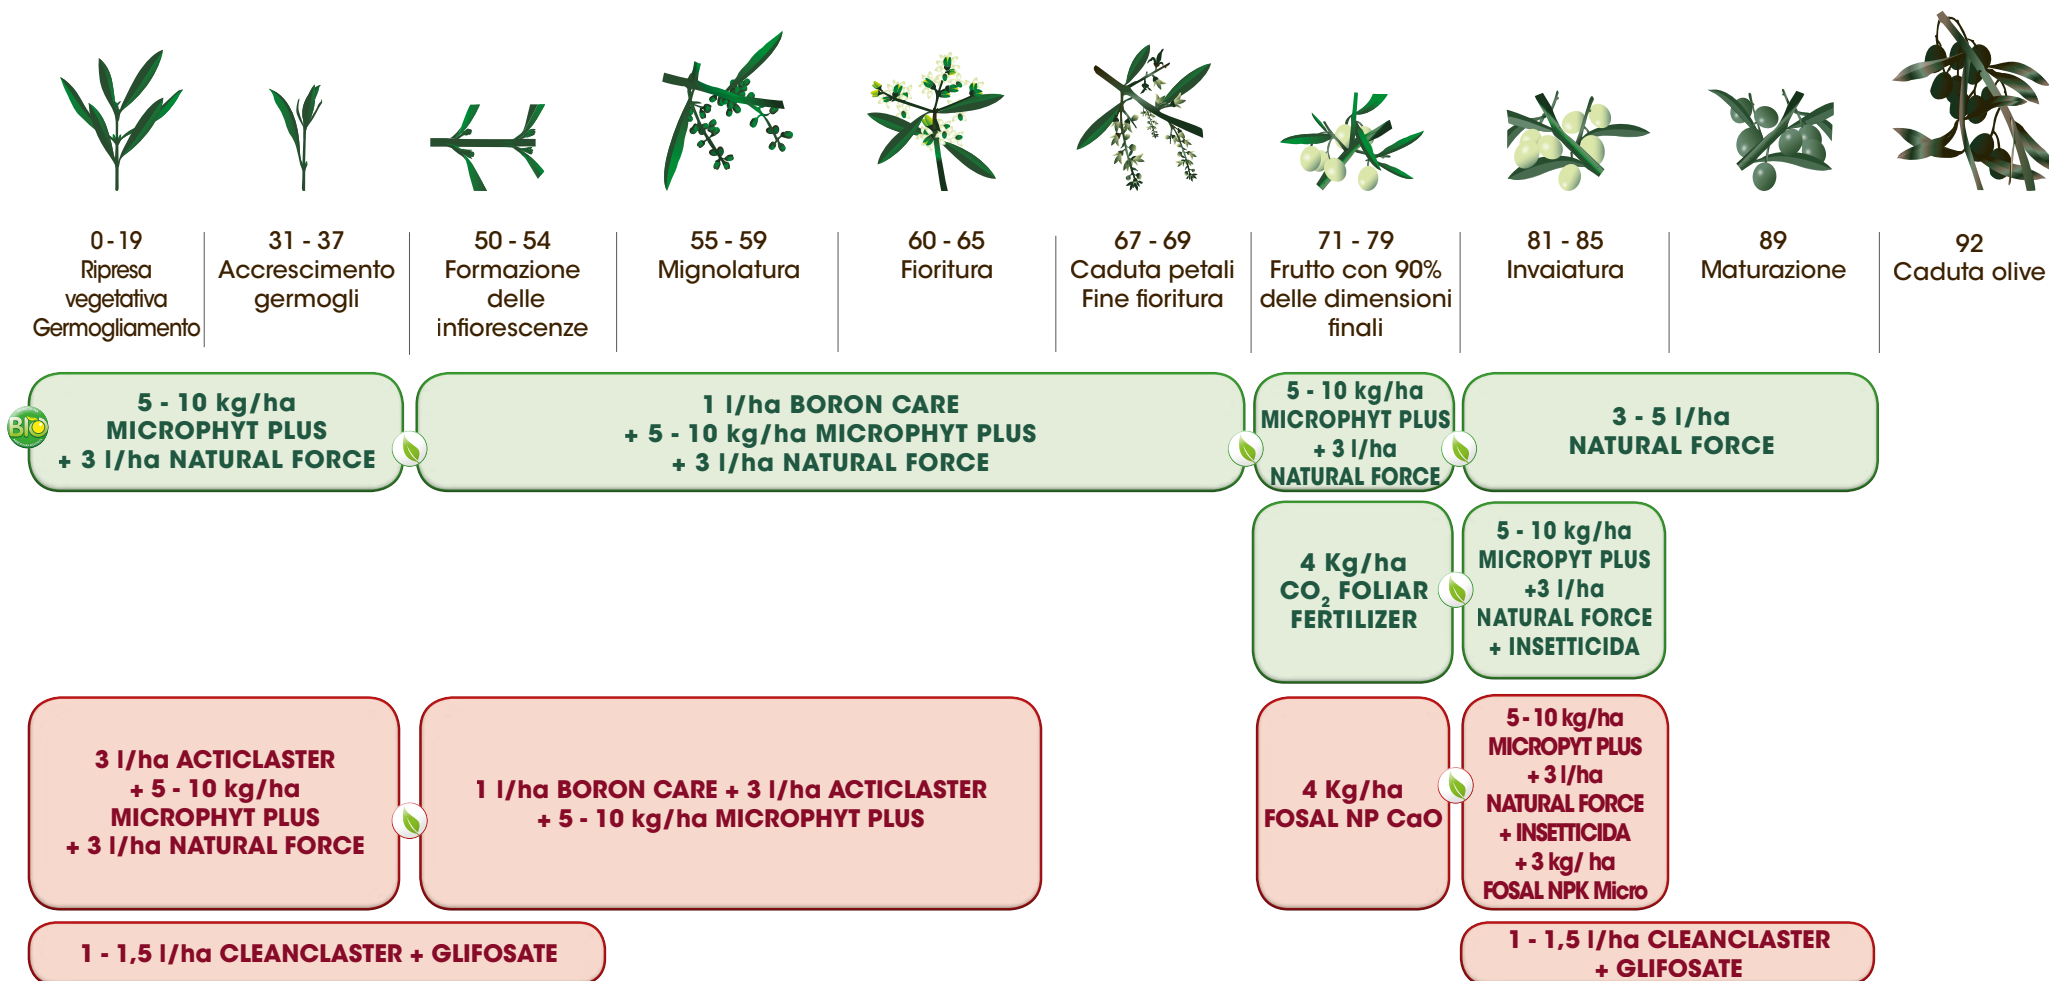 0 - 19
Ripresa
vegetativa
Germogliamento
31 - 37
Accrescimento
germogli
50 - 54
Formazione
delle
infiorescenze
55 - 59
Mignolatura
60 - 65
Fioritura
67 - 69
Caduta petali
Fine fioritura
71 - 79
Frutto con 90%
delle dimensioni
finali
81 - 85
Invaiatura
89
Maturazione
92
Caduta olive
BIO
5 - 10 kg/ha
MICROPHYT PLUS
+ 3 l/ha NATURAL FORCE
1 l/ha BORON CARE
+ 5 - 10 kg/ha MICROPHYT PLUS
+ 3 l/ha NATURAL FORCE
5 - 10 kg/ha
MICROPHYT PLUS
+ 3 l/ha
NATURAL FORCE
3 - 5 l/ha
NATURAL FORCE
4 Kg/ha
CO₂ FOLIAR
FERTILIZER
5 - 10 kg/ha
MICROPYT PLUS
+3 l/ha
NATURAL FORCE
+ INSETTICIDA
3 l/ha ACTICLASTER
+ 5 - 10 kg/ha
MICROPHYT PLUS
+ 3 l/ha NATURAL FORCE
1 l/ha BORON CARE + 3 l/ha ACTICLASTER
+ 5 - 10 kg/ha MICROPHYT PLUS
4 Kg/ha
FOSAL NP CaO
5 - 10 kg/ha
MICROPYT PLUS
+ 3 l/ha
NATURAL FORCE
+ INSETTICIDA
+ 3 kg/ ha
FOSAL NPK Micro
1 - 1,5 l/ha CLEANCLASTER + GLIFOSATE
1 - 1,5 l/ha CLEANCLASTER
+ GLIFOSATE